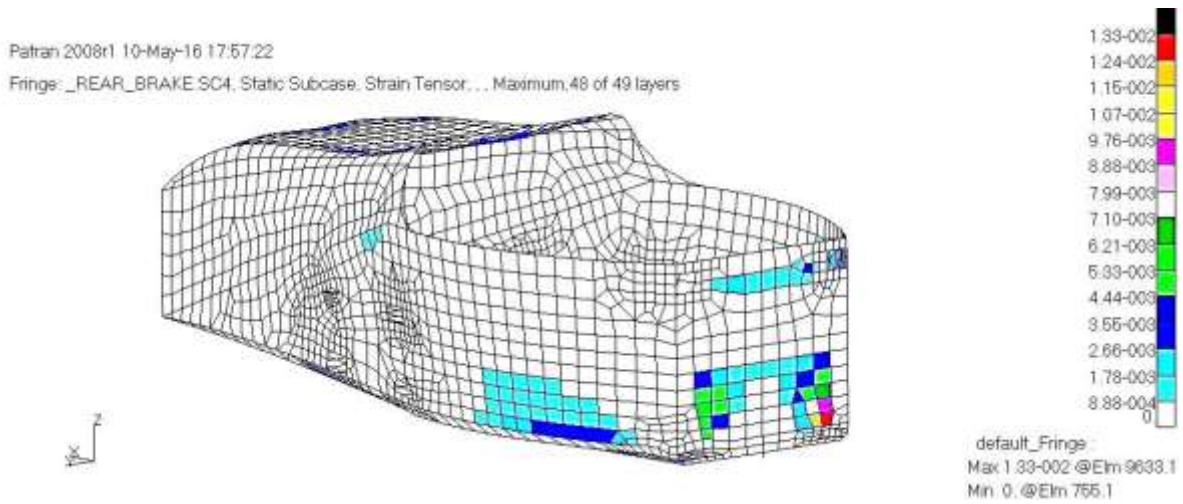 Patran 2008r1 10-May-16 17:57:22
Fringe: _REAR_BRAKE.SC4, Static Subcase, Strain Tensor, . . Maximum,48 of 49 layers
1.33-002
1.24-002
1.15-002
1.07-002
9.76-003
8.88-003
7.99-003
7.10-003
6.21-003
5.33-003
4.44-003
3.55-003
2.66-003
1.78-003
8.88-004
0
Z
default_Fringe :
Max 1.33-002 @Elm 9633.1
Min 0. @Elm 755.1